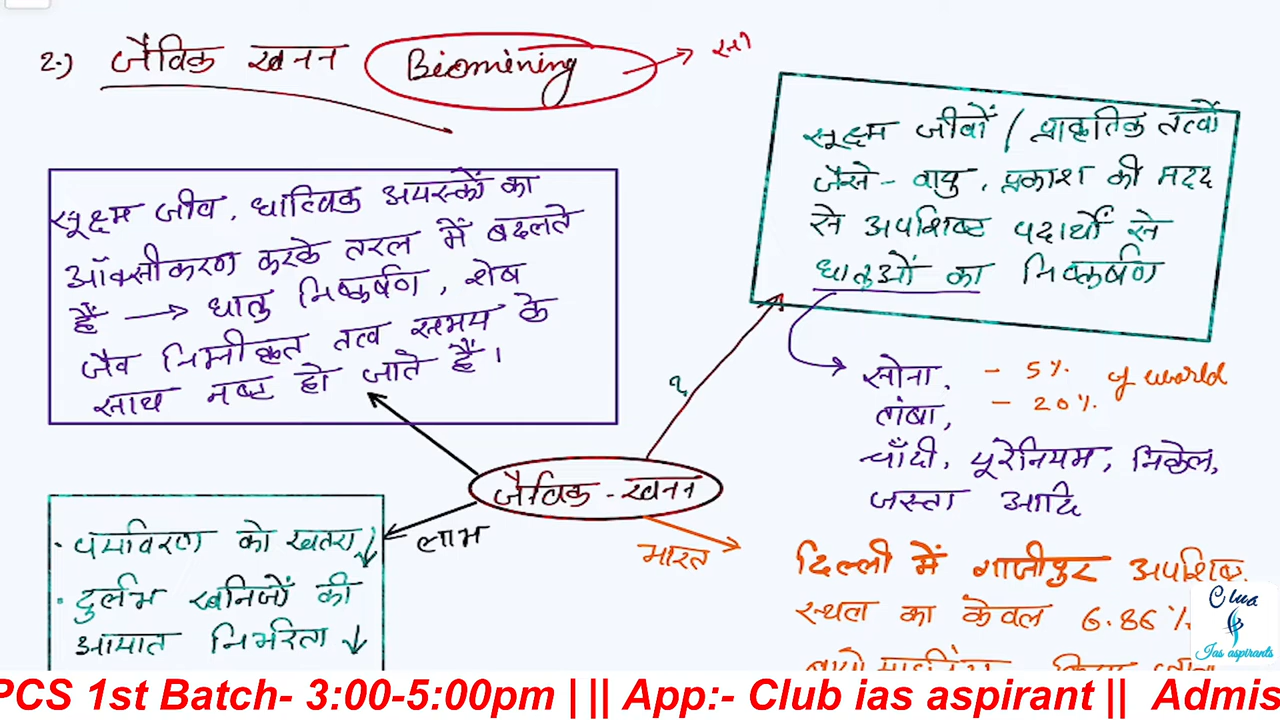 2.) जैविक खनन Biomining
सूक्ष्म जीवों / प्राकृतिक तत्वों
जैसे - वायु, प्रकाश की मदद
से अपशिष्ट पदार्थों से
धातुओं का निष्कर्षण
सूक्ष्म जीव, धात्विक अयस्कों का
ऑक्सीकरण करके तरल में बदलते
हैं → धातु निष्कर्षण, शेष
जैव निम्नीकृत तत्व समय के
साथ नष्ट हो जाते हैं।
सोना, - 5% of world
तांबा, - 20%
चाँदी, यूरेनियम, निकेल,
जस्ता आदि
जैविक - खनन
लाभ
भारत
• पर्यावरण को खतरा ↓
• दुर्लभ खनिजों की
आयात निर्भरता ↓
दिल्ली में गाजीपुर अपशिष्ट
स्थल का केवल 6.86%
Club
Ias aspirants
PCS 1st Batch- 3:00-5:00pm | || App:- Club ias aspirant || Admis